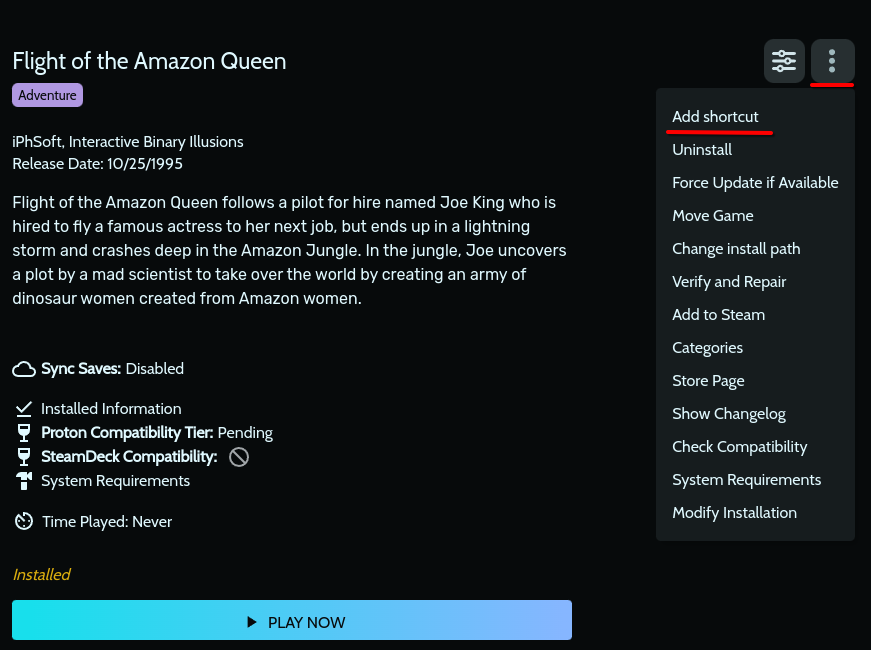 Flight of the Amazon Queen
Adventure
iPhSoft, Interactive Binary Illusions
Release Date: 10/25/1995
Flight of the Amazon Queen follows a pilot for hire named Joe King who is
hired to fly a famous actress to her next job, but ends up in a lightning
storm and crashes deep in the Amazon Jungle. In the jungle, Joe uncovers
a plot by a mad scientist to take over the world by creating an army of
dinosaur women created from Amazon women.
Sync Saves: Disabled
Installed Information
Proton Compatibility Tier: Pending
SteamDeck Compatibility:
System Requirements
Time Played: Never
Installed
PLAY NOW
Add shortcut
Uninstall
Force Update if Available
Move Game
Change install path
Verify and Repair
Add to Steam
Categories
Store Page
Show Changelog
Check Compatibility
System Requirements
Modify Installation